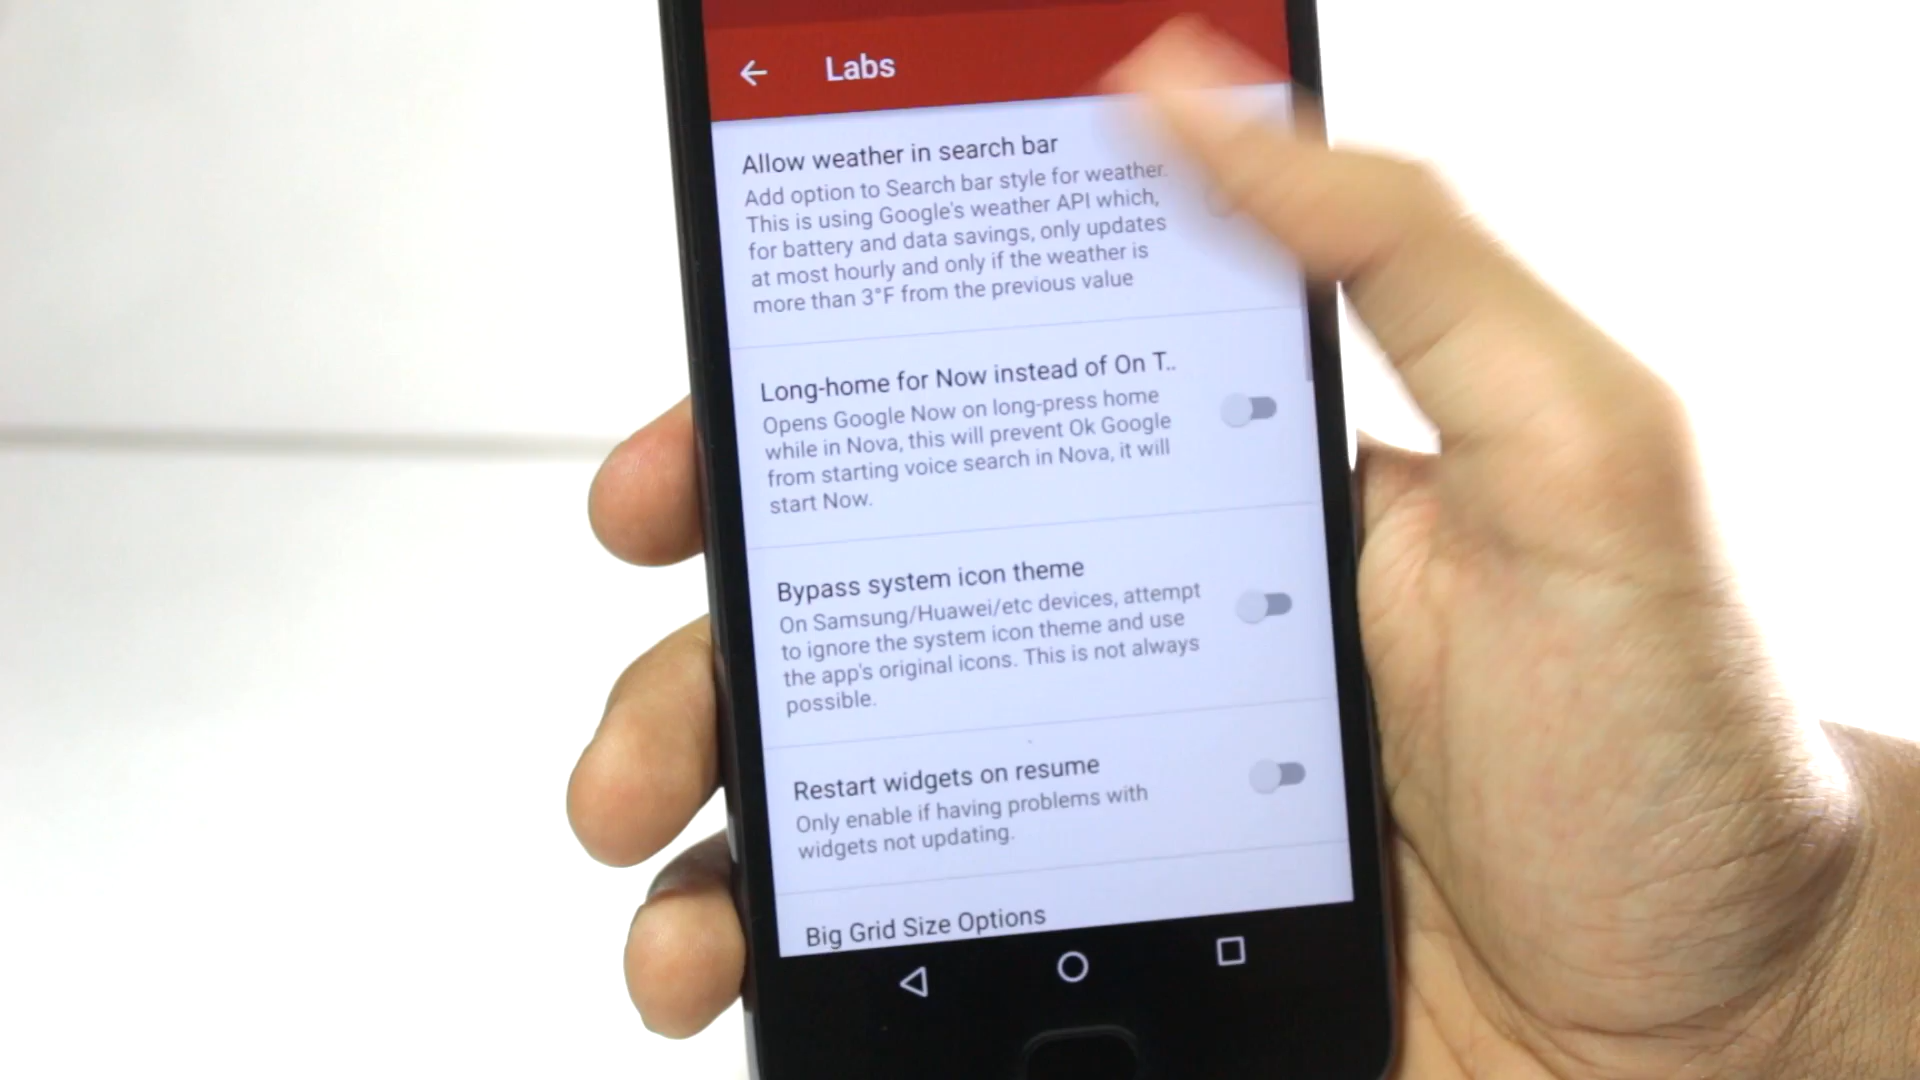 Labs
Allow weather in search bar
Add option to Search bar style for weather.
This is using Google's weather API which,
for battery and data savings, only updates
at most hourly and only if the weather is
more than 3°F from the previous value
Long-home for Now instead of On T..
Opens Google Now on long-press home
while in Nova, this will prevent Ok Google
from starting voice search in Nova, it will
start Now.
Bypass system icon theme
On Samsung/Huawei/etc devices, attempt
to ignore the system icon theme and use
the app's original icons. This is not always
possible.
Restart widgets on resume
Only enable if having problems with
widgets not updating.
Big Grid Size Options